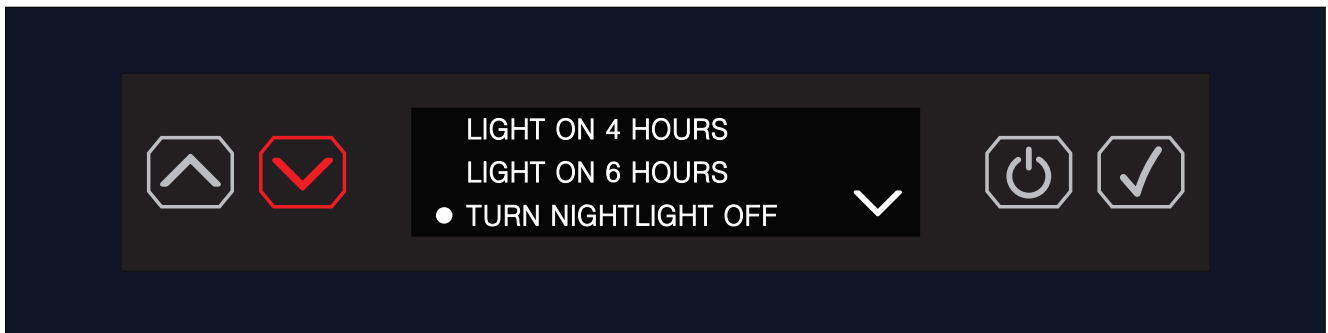 LIGHT ON 4 HOURS
LIGHT ON 6 HOURS
● TURN NIGHTLIGHT OFF